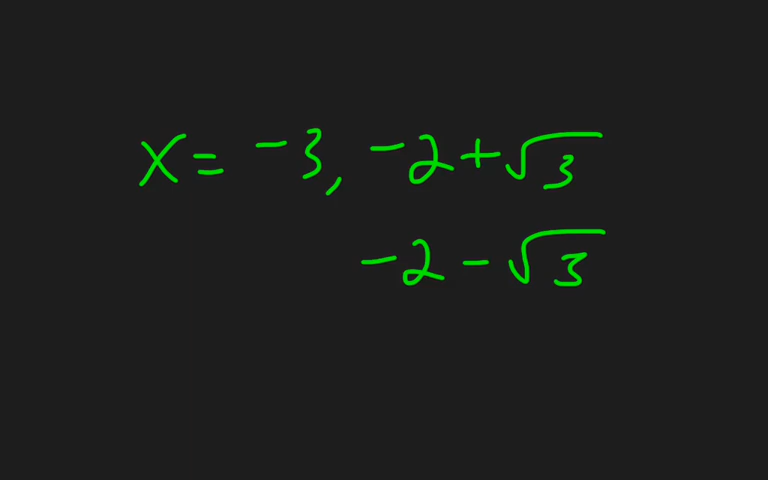 X = -3, -2 + √3
-2 - √3